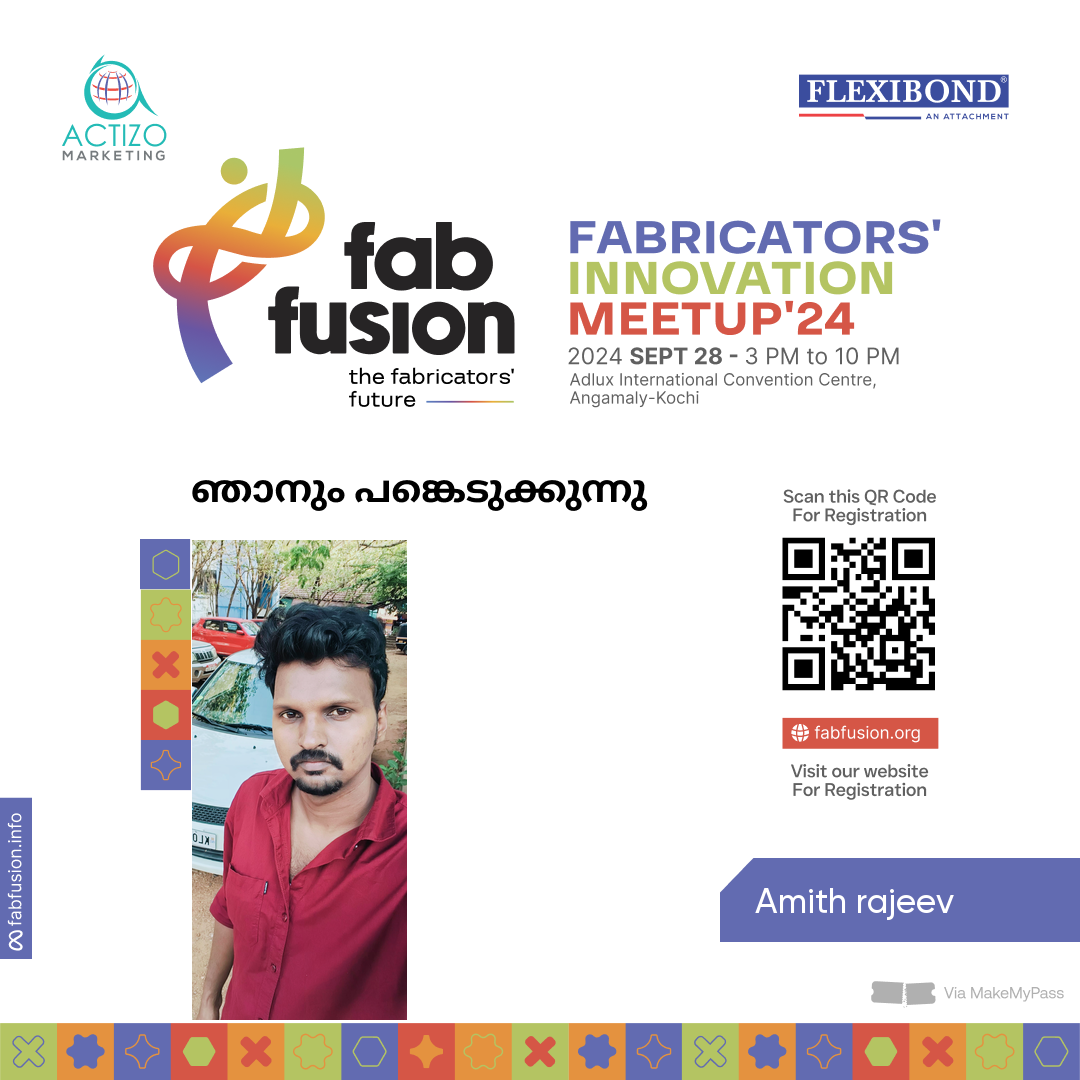 ACTIZO
MARKETING
FLEXIBOND®
AN ATTACHMENT
fab
fusion
the fabricators'
future
FABRICATORS'
INNOVATION
MEETUP'24
2024 SEPT 28 - 3 PM to 10 PM
Adlux International Convention Centre,
Angamaly-Kochi
ഞാനും പങ്കെടുക്കുന്നു
Scan this QR Code
For Registration
fabfusion.org
Visit our website
For Registration
fabfusion.info
Amith rajeev
Via MakeMyPass